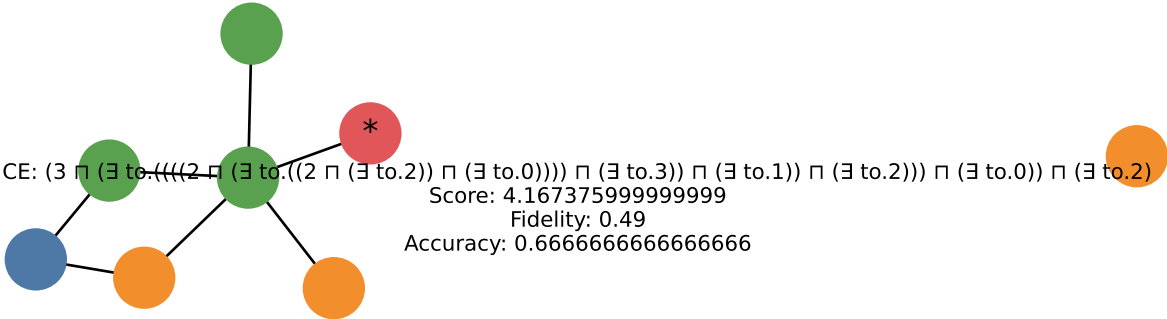 *
CE: (3 ⊓ (∃ to.((((2 ⊓ (∃ to.((2 ⊓ (∃ to.2)) ⊓ (∃ to.0)))) ⊓ (∃ to.3)) ⊓ (∃ to.1)) ⊓ (∃ to.2))) ⊓ (∃ to.0)) ⊓ (∃ to.2)
Score: 4.167375999999999
Fidelity: 0.49
Accuracy: 0.6666666666666666